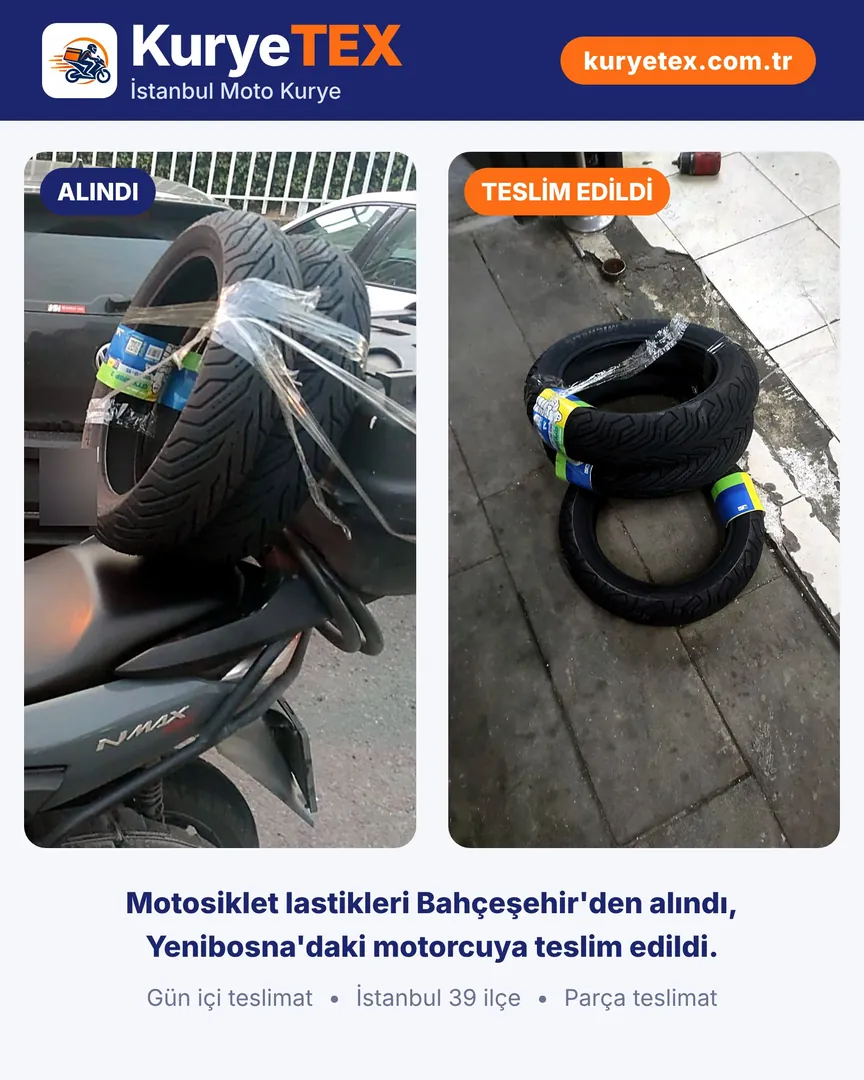 KuryeTEX
İstanbul Moto Kurye
kuryetex.com.tr
ALINDI
TESLİM EDİLDİ
NMAX
Motosiklet lastikleri Bahçeşehir'den alındı,
Yenibosna'daki motorcuya teslim edildi.
Gün içi teslimat • İstanbul 39 ilçe • Parça teslimat